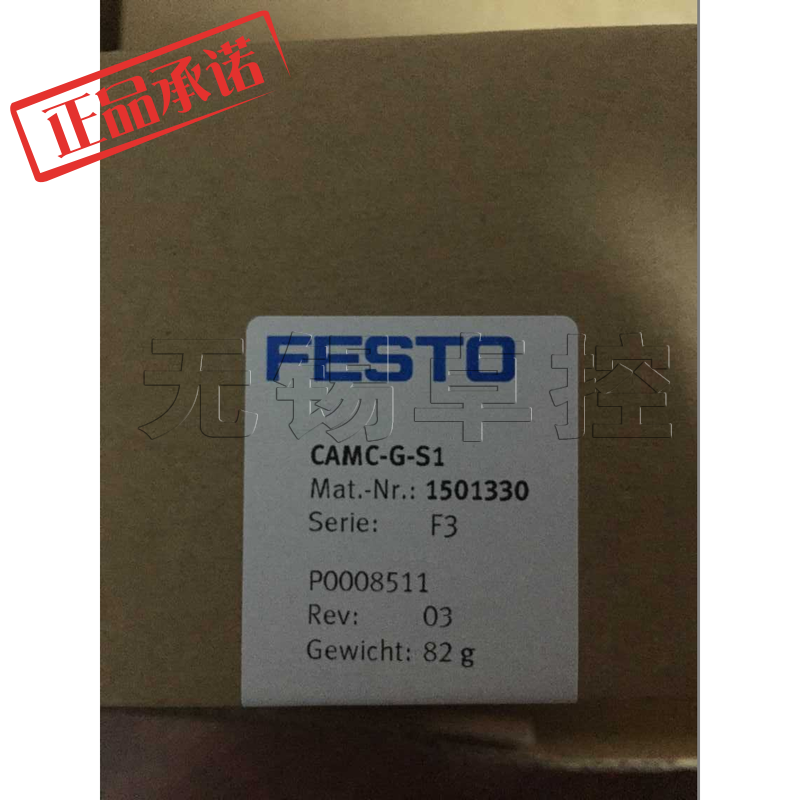 正品承诺
FESTO
无锡卓控
CAMC-G-S1
Mat.-Nr.: 1501330
Serie: F3
P0008511
Rev: 03
Gewicht: 82 g